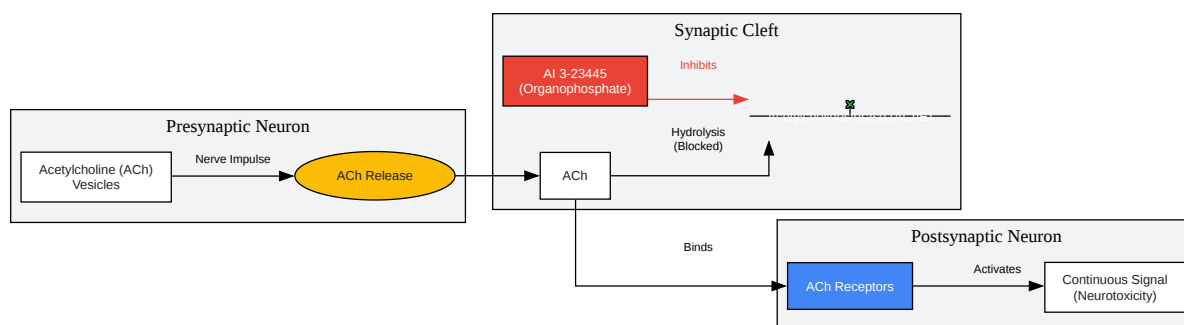 Synaptic Cleft
AI 3-23445
(Organophosphate)
Inhibits
Presynaptic Neuron
Hydrolysis
(Blocked)
Acetylcholine (ACh)
Vesicles
Nerve Impulse
ACh Release
ACh
Postsynaptic Neuron
Binds
ACh Receptors
Activates
Continuous Signal
(Neurotoxicity)